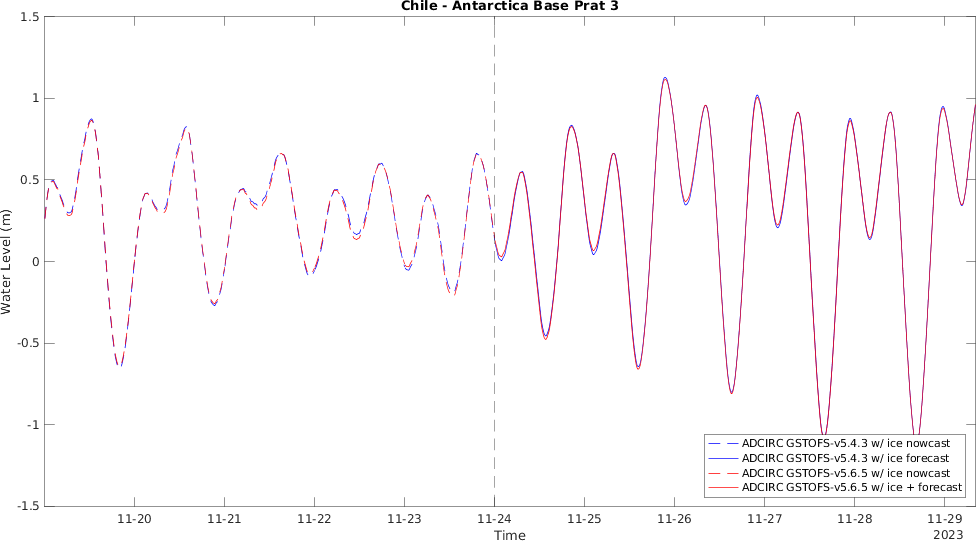 Chile - Antarctica Base Prat 3
1.5
1
0.5
0
-0.5
-1
-1.5
Water Level (m)
11-20
11-21
11-22
11-23
11-24
11-25
11-26
11-27
11-28
11-29
2023
Time
ADCIRC GSTOFS-v5.4.3 w/ ice nowcast
ADCIRC GSTOFS-v5.4.3 w/ ice forecast
ADCIRC GSTOFS-v5.6.5 w/ ice nowcast
ADCIRC GSTOFS-v5.6.5 w/ ice + forecast